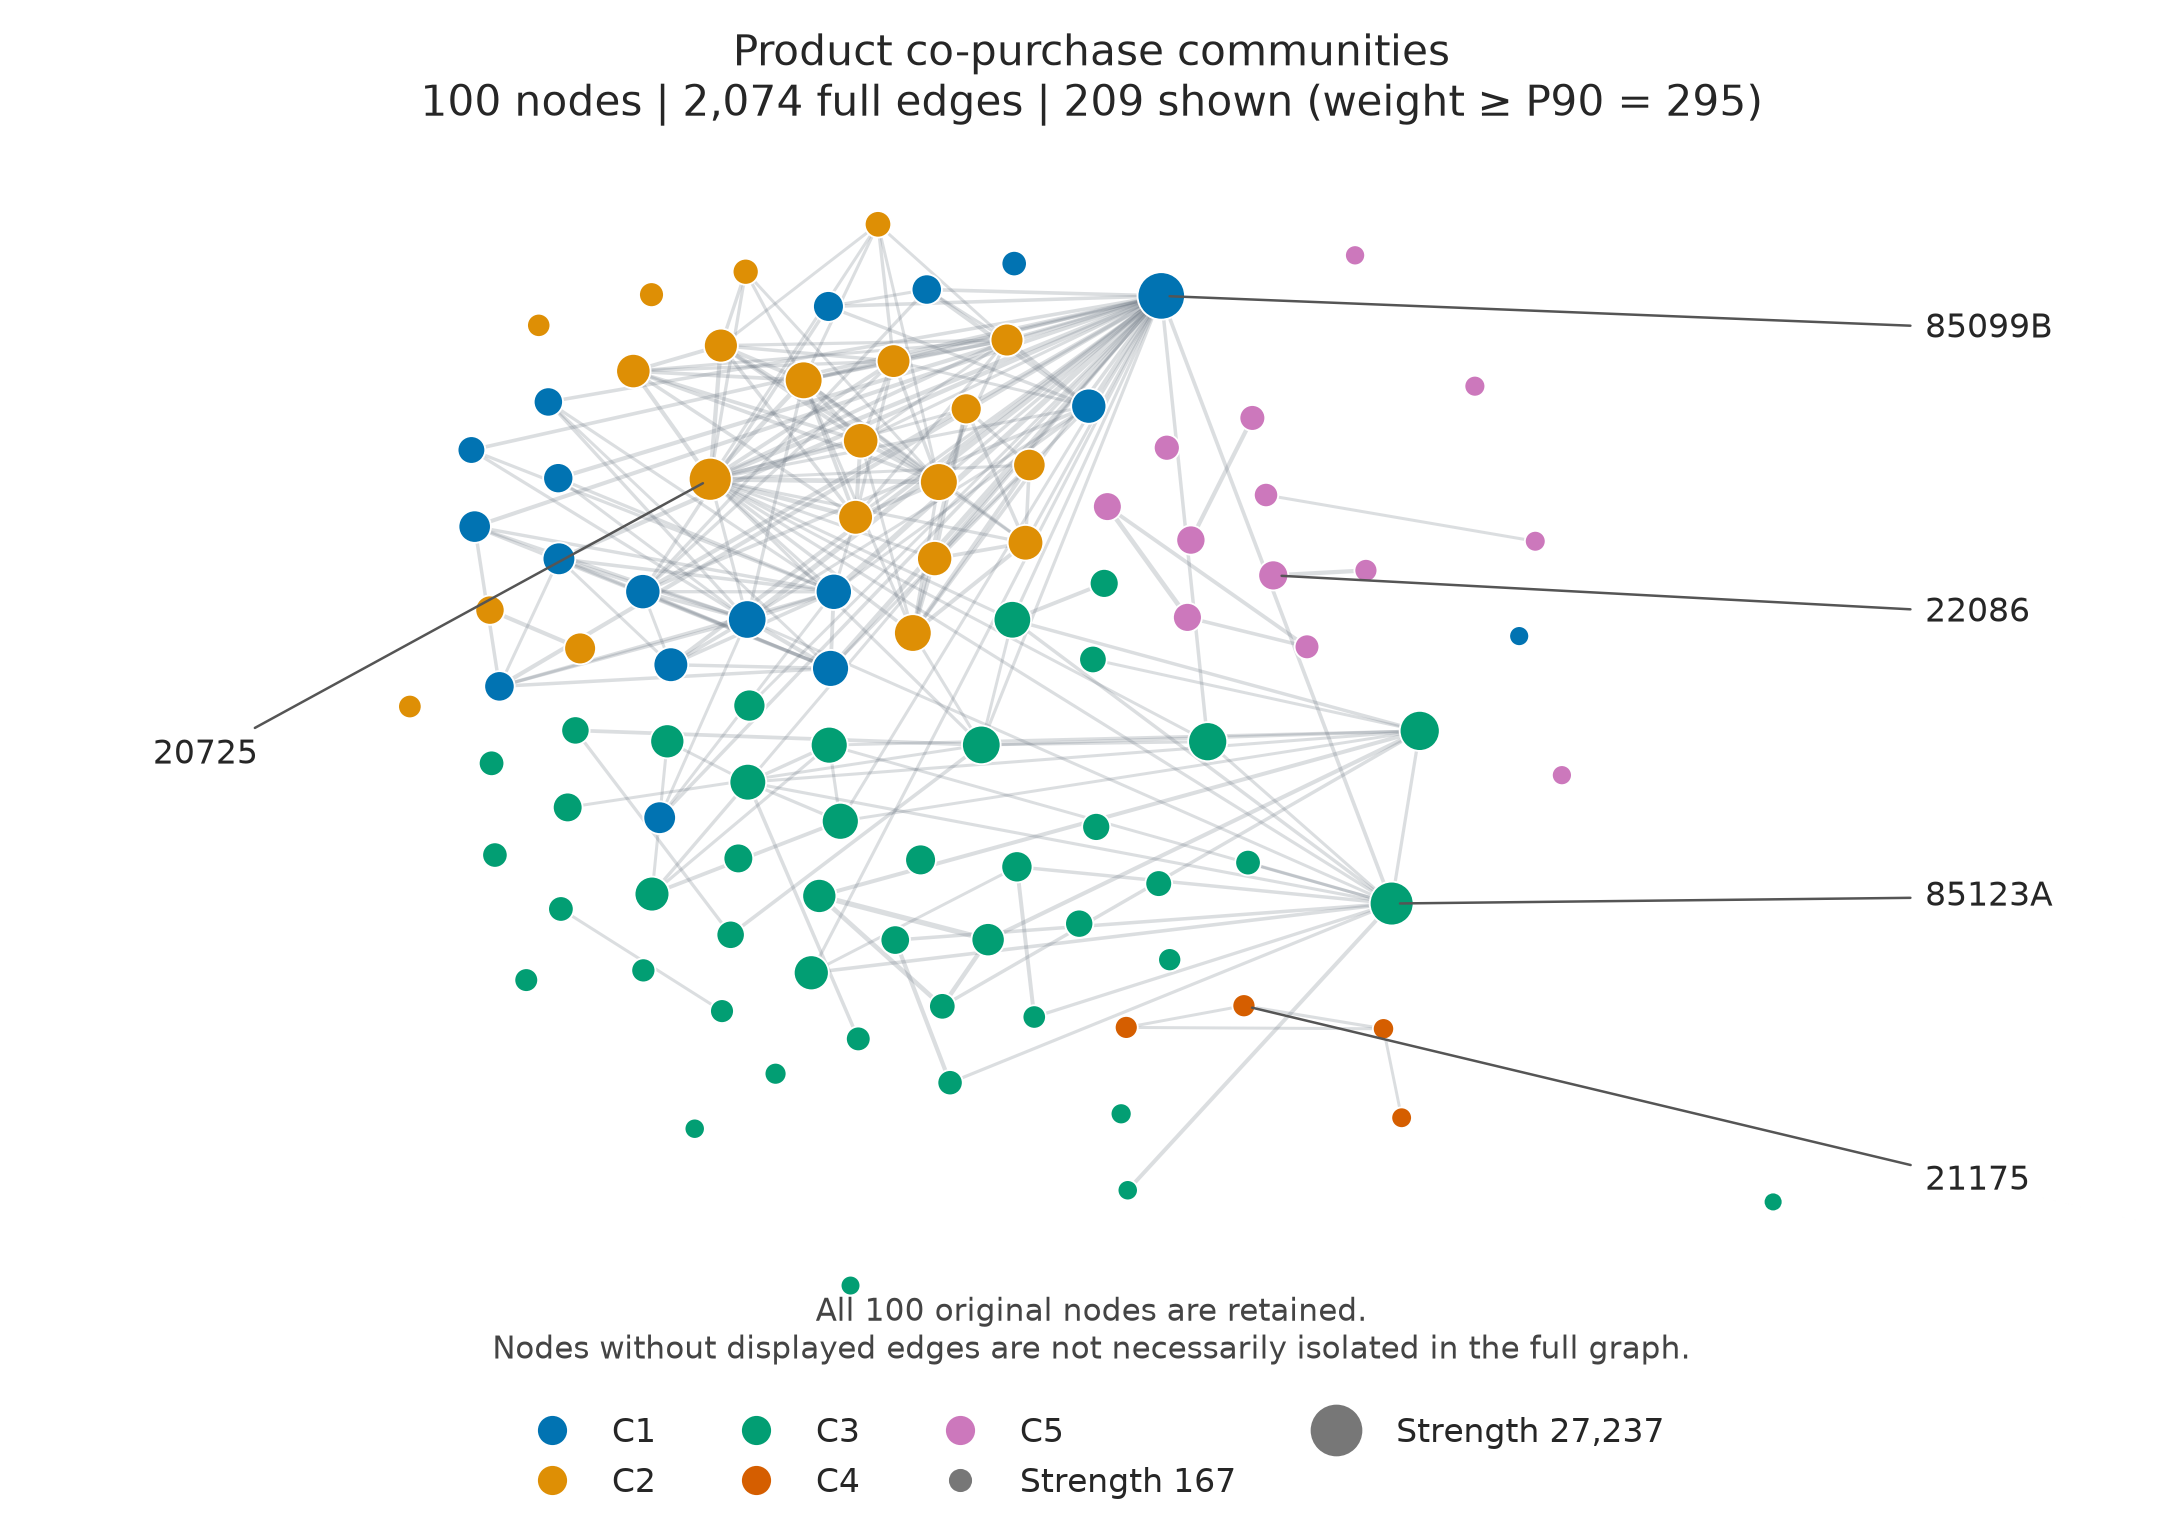 Product co-purchase communities
100 nodes | 2,074 full edges | 209 shown (weight ≥ P90 = 295)
85099B
22086
20725
85123A
21175
All 100 original nodes are retained.
Nodes without displayed edges are not necessarily isolated in the full graph.
C1
C3
C5
Strength 27,237
C2
C4
Strength 167